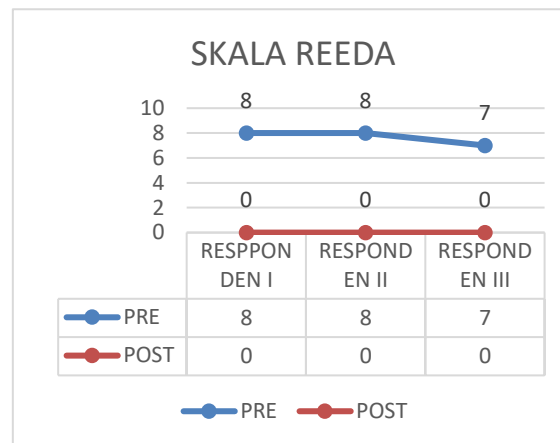 SKALA REEDA
8 8 7
10
8
6
4
2
0
0 0 0
RESPPON DEN I
RESPOND EN II
RESPOND EN III
PRE 8 8 7
POST 0 0 0
PRE POST